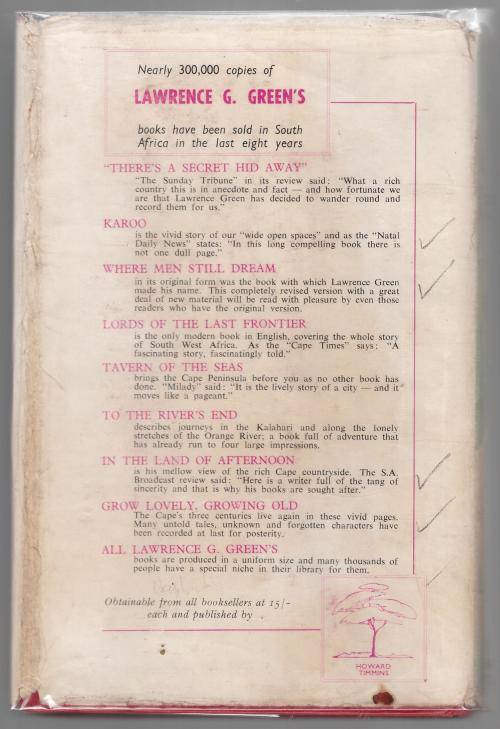 Nearly 300,000 copies of
LAWRENCE G. GREEN'S
books have been sold in South
Africa in the last eight years
"THERE'S A SECRET HID AWAY"
"The Sunday Tribune" in its review said: "What a rich
country this is in anecdote and fact — and how fortunate we
are that Lawrence Green has decided to wander round and
record them for us."
KAROO
is the vivid story of our "wide open spaces" and as the "Natal
Daily News" states: "In this long compelling book there is
not one dull page."
WHERE MEN STILL DREAM
in its original form was the book with which Lawrence Green
made his name. This completely revised version with a great
deal of new material will be read with pleasure by even those
readers who have the original version.
LORDS OF THE LAST FRONTIER
is the only modern book in English, covering the whole story
of South West Africa. As the "Cape Times" says: "A
fascinating story, fascinatingly told."
TAVERN OF THE SEAS
brings the Cape Peninsula before you as no other book has
done. "Milady" said: "It is the lively story of a city — and it
moves like a pageant."
TO THE RIVER'S END
describes journeys in the Kalahari and along the lonely
stretches of the Orange River; a book full of adventure that
has already run to four large impressions.
IN THE LAND OF AFTERNOON
is his mellow view of the rich Cape countryside. The S.A.
Broadcast review said: "Here is a writer full of the tang of
sincerity and that is why his books are sought after."
GROW LOVELY, GROWING OLD
The Cape's three centuries live again in these vivid pages.
Many untold tales, unknown and forgotten characters have
been recorded at last for posterity.
ALL LAWRENCE G. GREEN'S
books are produced in a uniform size and many thousands of
people have a special niche in their library for them.
Obtainable from all booksellers at 15/-
each and published by
HOWARD
TIMMINS